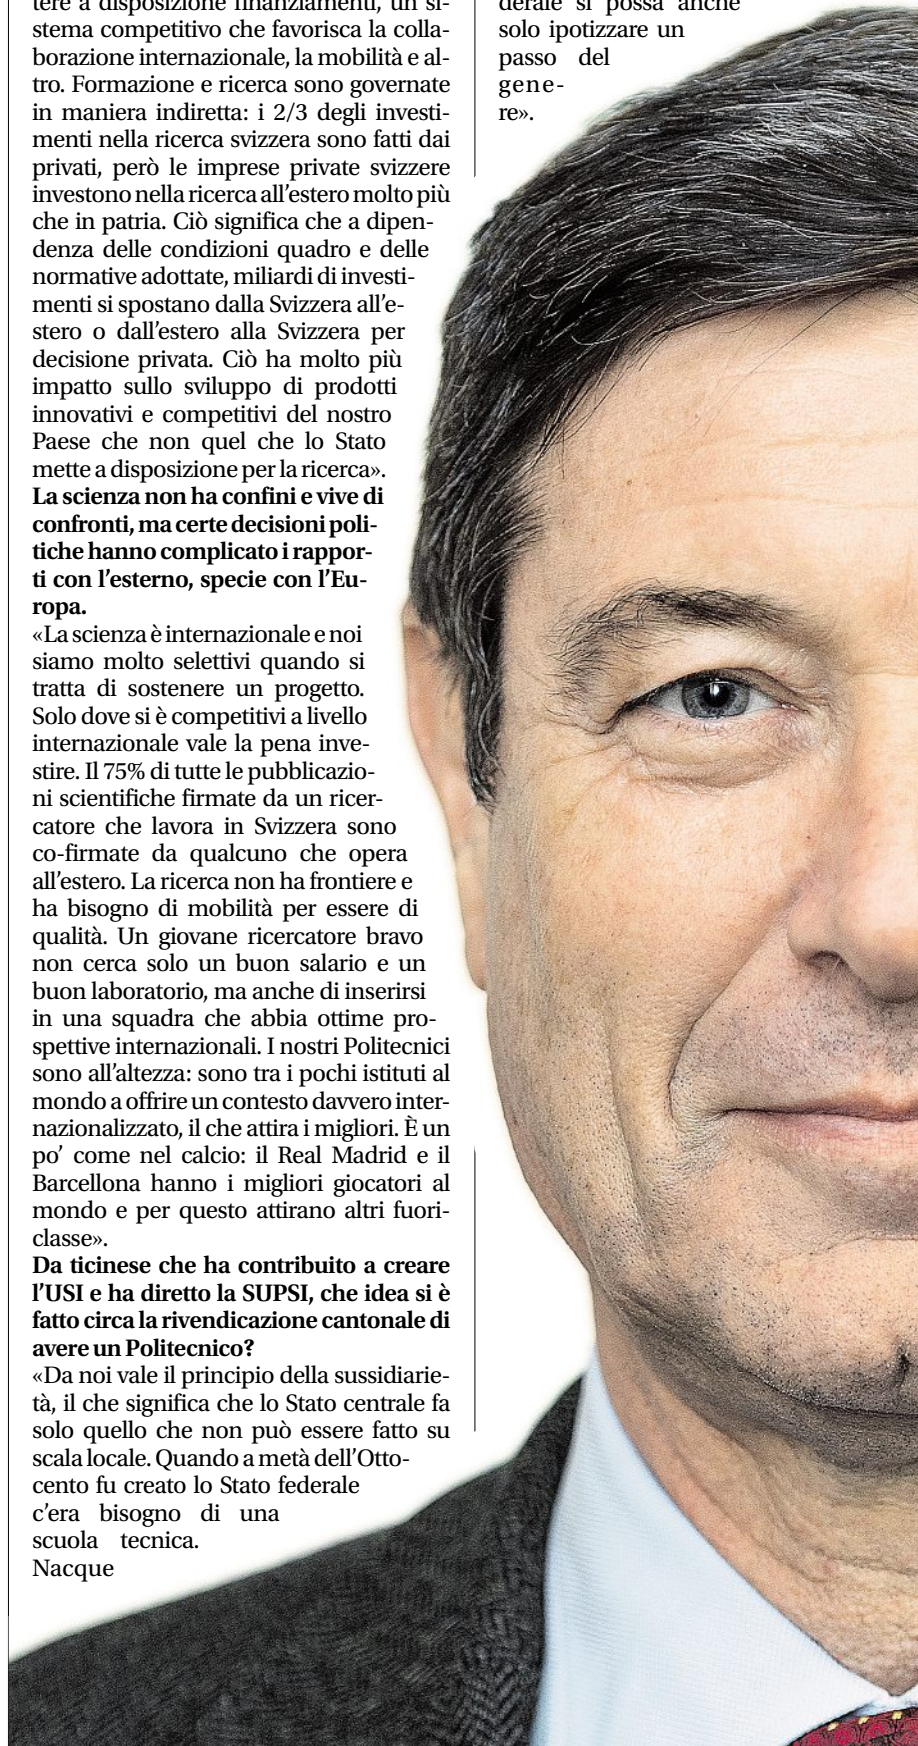 tere a disposizione finanziamenti, un si-
stema competitivo che favorisca la colla-
borazione internazionale, la mobilità e al-
tro. Formazione e ricerca sono governate
in maniera indiretta: i 2/3 degli investi-
menti nella ricerca svizzera sono fatti dai
privati, però le imprese private svizzere
investono nella ricerca all'estero molto più
che in patria. Ciò significa che a dipen-
denza delle condizioni quadro e delle
normative adottate, miliardi di investi-
menti si spostano dalla Svizzera all'e-
stero o dall'estero alla Svizzera per
decisione privata. Ciò ha molto più
impatto sullo sviluppo di prodotti
innovativi e competitivi del nostro
Paese che non quel che lo Stato
mette a disposizione per la ricerca».
La scienza non ha confini e vive di
confronti, ma certe decisioni poli-
tiche hanno complicato i rappor-
ti con l'esterno, specie con l'Eu-
ropa.
«La scienza è internazionale e noi
siamo molto selettivi quando si
tratta di sostenere un progetto.
Solo dove si è competitivi a livello
internazionale vale la pena inve-
stire. Il 75% di tutte le pubblicazio-
ni scientifiche firmate da un ricer-
catore che lavora in Svizzera sono
co-firmate da qualcuno che opera
all'estero. La ricerca non ha frontiere e
ha bisogno di mobilità per essere di
qualità. Un giovane ricercatore bravo
non cerca solo un buon salario e un
buon laboratorio, ma anche di inserirsi
in una squadra che abbia ottime pro-
spettive internazionali. I nostri Politecnici
sono all'altezza: sono tra i pochi istituti al
mondo a offrire un contesto davvero inter-
nazionalizzato, il che attira i migliori. È un
po' come nel calcio: il Real Madrid e il
Barcellona hanno i migliori giocatori al
mondo e per questo attirano altri fuori-
classe».
Da ticinese che ha contribuito a creare
l'USI e ha diretto la SUPSI, che idea si è
fatto circa la rivendicazione cantonale di
avere un Politecnico?
«Da noi vale il principio della sussidiarie-
tà, il che significa che lo Stato centrale fa
solo quello che non può essere fatto su
scala locale. Quando a metà dell'Otto-
cento fu creato lo Stato federale
c'era bisogno di una
scuola tecnica.
Nacque
derale si possa anche
solo ipotizzare un
passo del
gene-
re».